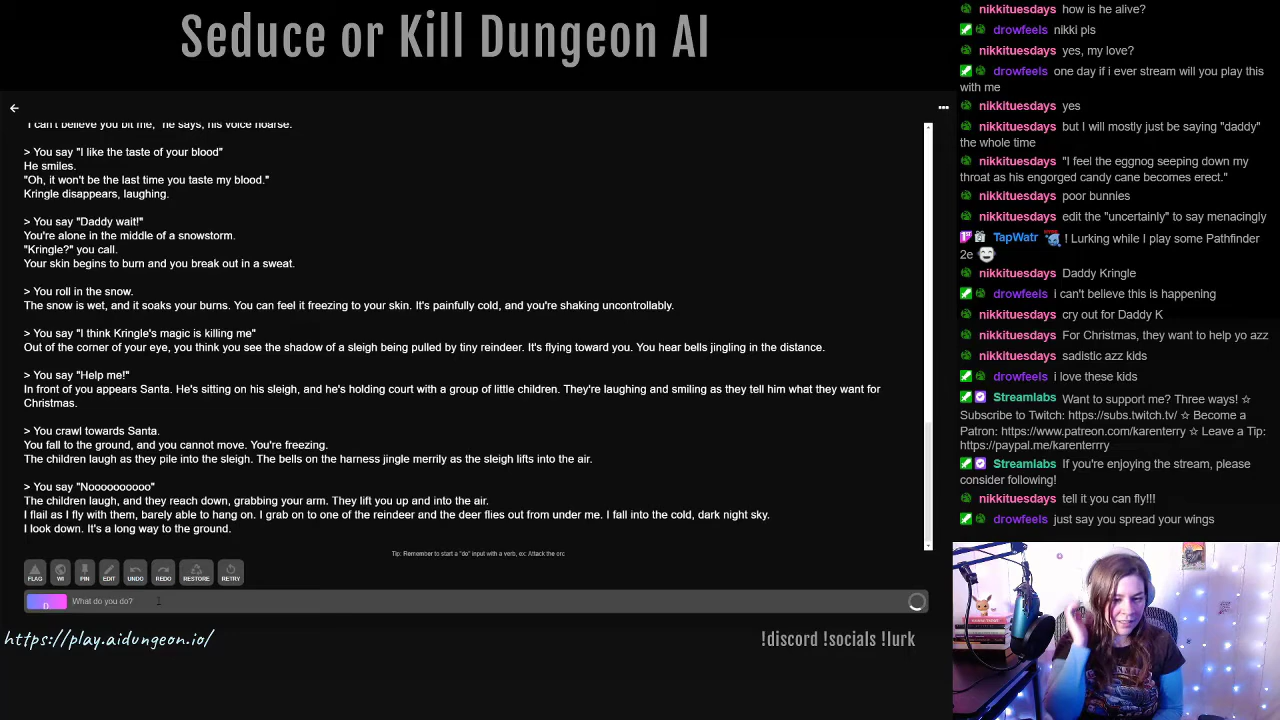 Seduce or Kill Dungeon AI
"I can't believe you bit me," he says, his voice hoarse.
> You say "I like the taste of your blood"
He smiles.
"Oh, it won't be the last time you taste my blood."
Kringle disappears, laughing.
> You say "Daddy wait!"
You're alone in the middle of a snowstorm.
"Kringle?" you call.
Your skin begins to burn and you break out in a sweat.
> You roll in the snow.
The snow is wet, and it soaks your burns. You can feel it freezing to your skin. It's painfully cold, and you're shaking uncontrollably.
> You say "I think Kringle's magic is killing me"
Out of the corner of your eye, you think you see the shadow of a sleigh being pulled by tiny reindeer. It's flying toward you. You hear bells jingling in the distance.
> You say "Help me!"
In front of you appears Santa. He's sitting on his sleigh, and he's holding court with a group of little children. They're laughing and smiling as they tell him what they want for
Christmas.
> You crawl towards Santa.
You fall to the ground, and you cannot move. You're freezing.
The children laugh as they pile into the sleigh. The bells on the harness jingle merrily as the sleigh lifts into the air.
> You say "Noooooooooo"
The children laugh, and they reach down, grabbing your arm. They lift you up and into the air.
I flail as I fly with them, barely able to hang on. I grab on to one of the reindeer and the deer flies out from under me. I fall into the cold, dark night sky.
I look down. It's a long way to the ground.
Tip: Remember to start a "do" input with a verb, ex: Attack the orc
FLAG WI PIN EDIT UNDO REDO RESTORE RETRY
D What do you do?
https://play.aidungeon.io/
!discord !socials !lurk
nikkituesdays how is he alive?
drowfeels nikki pls
nikkituesdays yes, my love?
drowfeels one day if i ever stream will you play this
with me
nikkituesdays yes
nikkituesdays but I will mostly just be saying "daddy"
the whole time
nikkituesdays "I feel the eggnog seeping down my
throat as his engorged candy cane becomes erect."
nikkituesdays poor bunnies
nikkituesdays edit the "uncertainly" to say menacingly
TapWatr ! Lurking while I play some Pathfinder
2e
nikkituesdays Daddy Kringle
drowfeels i can't believe this is happening
nikkituesdays cry out for Daddy K
nikkituesdays For Christmas, they want to help yo azz
nikkituesdays sadistic azz kids
drowfeels i love these kids
Streamlabs Want to support me? Three ways! ☆
Subscribe to Twitch: https://subs.twitch.tv/ ☆ Become a
Patron: https://www.patreon.com/karenterry ☆ Leave a Tip:
https://paypal.me/karenterrry
Streamlabs If you're enjoying the stream, please
consider following!
nikkituesdays tell it you can fly!!!
drowfeels just say you spread your wings